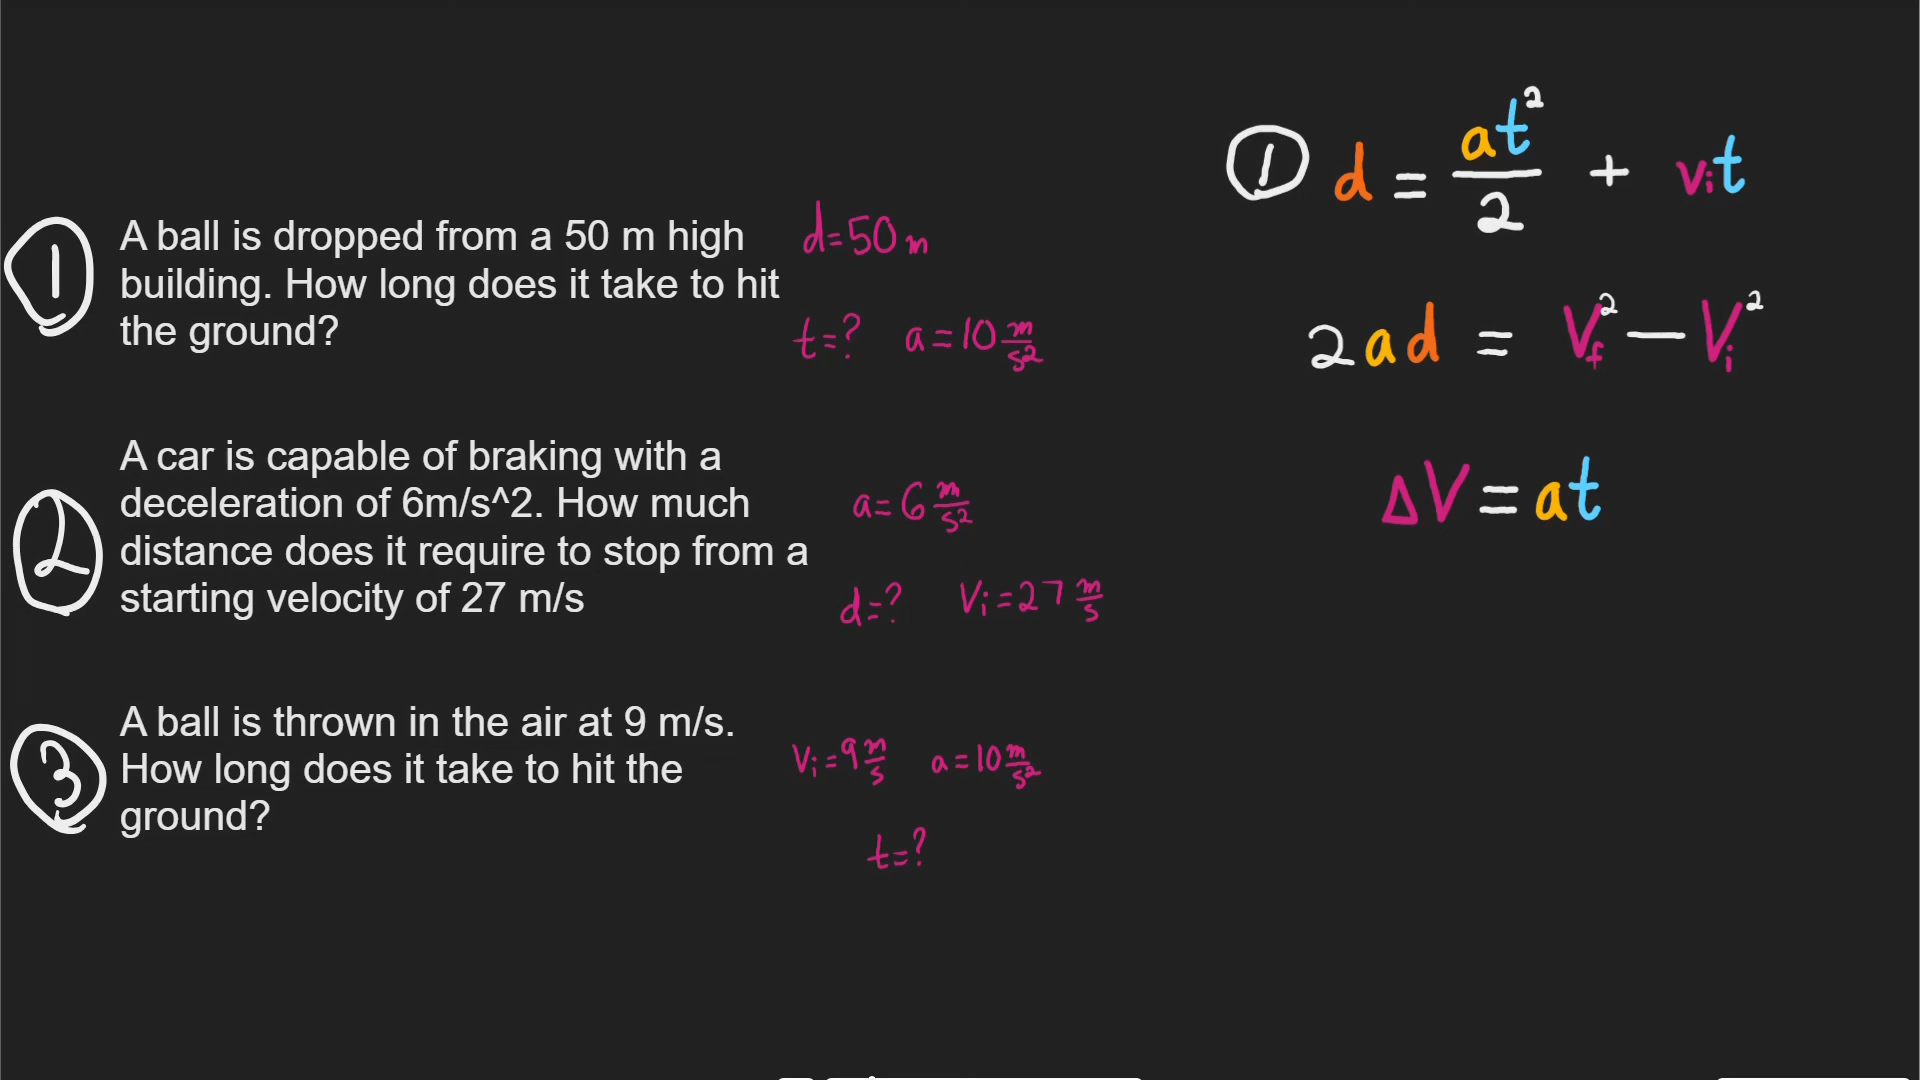 ① A ball is dropped from a 50 m high
building. How long does it take to hit
the ground?
d=50 m
t=? a=10 m/s²
② A car is capable of braking with a
deceleration of 6m/s^2. How much
distance does it require to stop from a
starting velocity of 27 m/s
a=6 m/s²
d=? Vi=27 m/s
③ A ball is thrown in the air at 9 m/s.
How long does it take to hit the
ground?
Vi=9 m/s a=10 m/s²
t=?
① d = at²/2 + vit
2ad = Vf² − Vi²
ΔV = at